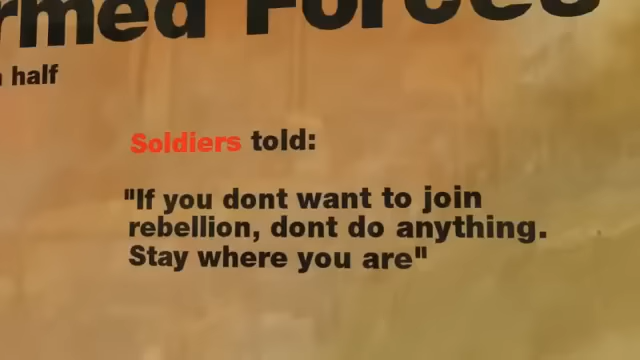 rmed Forces
half
Soldiers told:
"If you dont want to join
rebellion, dont do anything.
Stay where you are"